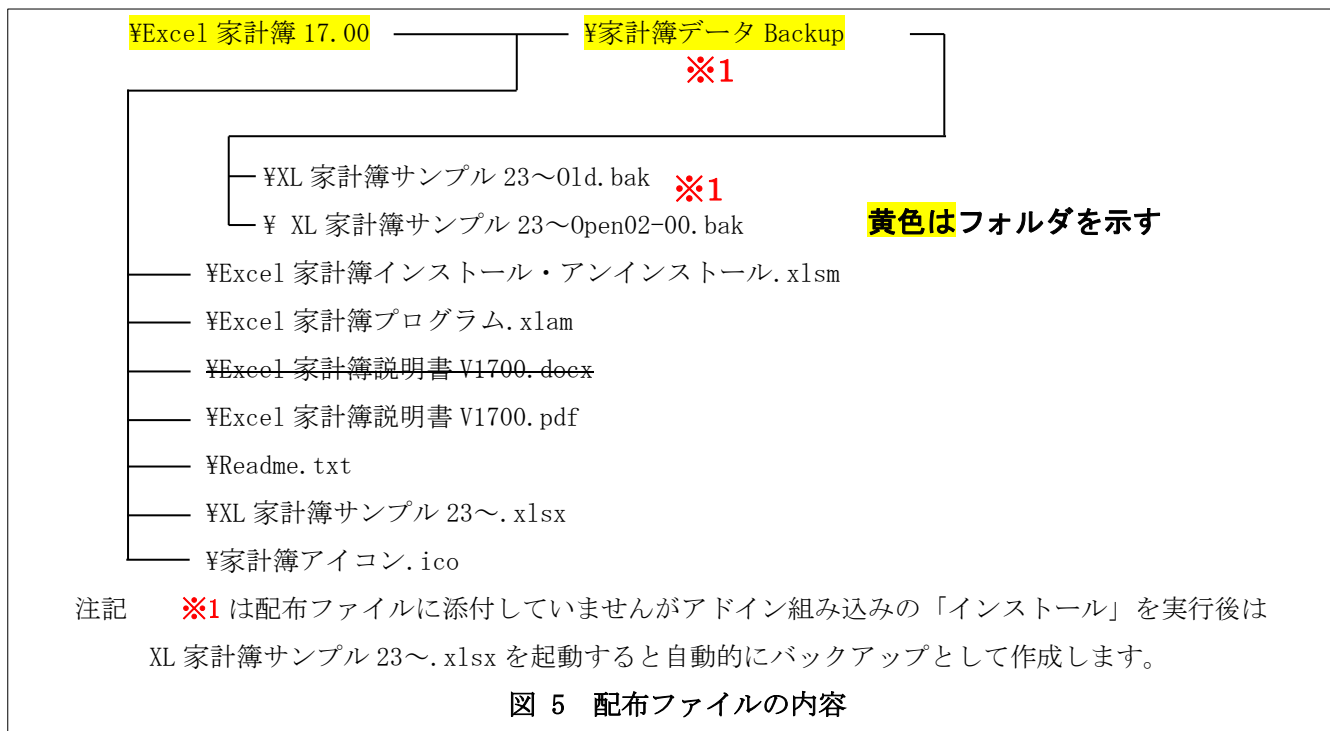 ¥Excel 家計簿 17.00 ¥家計簿データ Backup
※1
¥XL 家計簿サンプル 23～Old.bak ※1
¥ XL 家計簿サンプル 23～Open02-00.bak
黄色はフォルダを示す
¥Excel 家計簿インストール・アンインストール.xlsm
¥Excel 家計簿プログラム.xlam
¥Excel 家計簿説明書 V1700.docx
¥Excel 家計簿説明書 V1700.pdf
¥Readme.txt
¥XL 家計簿サンプル 23～.xlsx
¥家計簿アイコン.ico
注記 ※1 は配布ファイルに添付していませんがアドイン組み込みの「インストール」を実行後は
XL 家計簿サンプル 23～.xlsx を起動すると自動的にバックアップとして作成します。
図 5 配布ファイルの内容